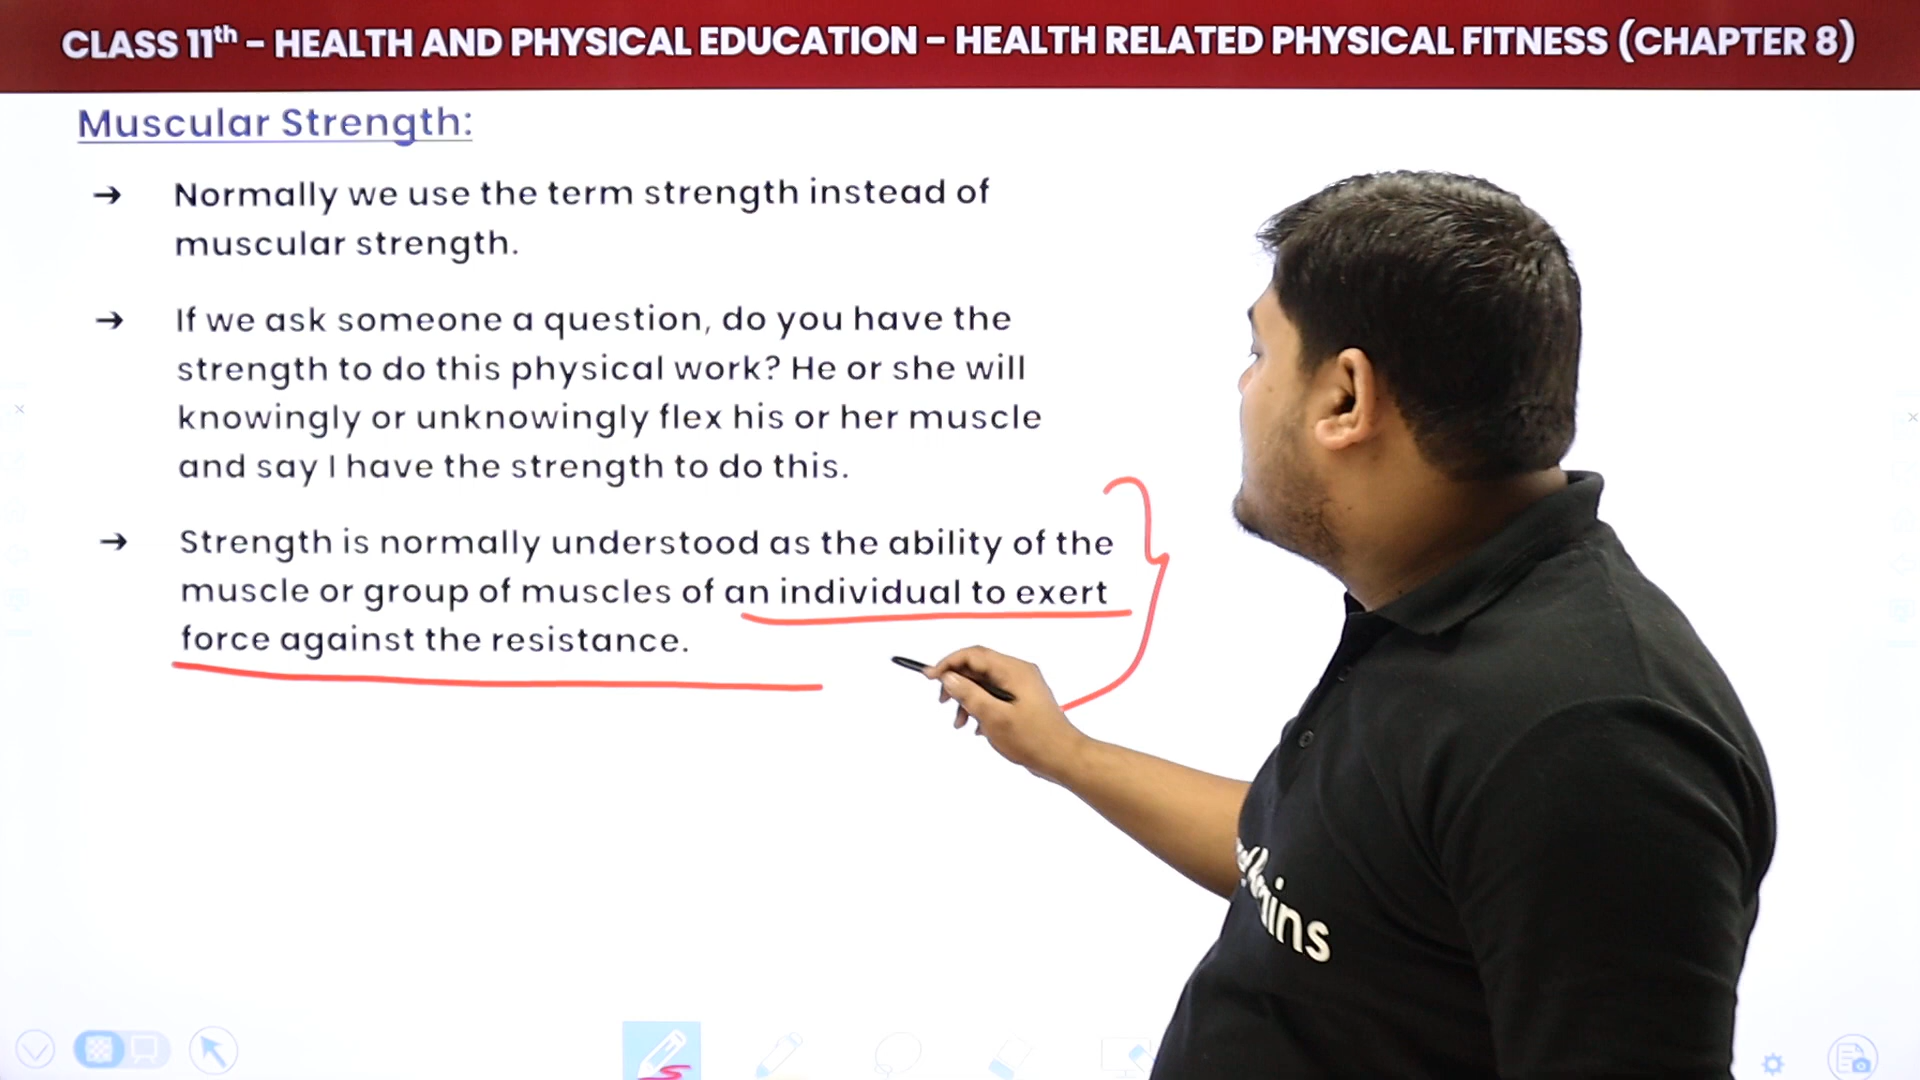 CLASS 11th – HEALTH AND PHYSICAL EDUCATION – HEALTH RELATED PHYSICAL FITNESS (CHAPTER 8)
Muscular Strength:
➔ Normally we use the term strength instead of
muscular strength.
➔ If we ask someone a question, do you have the
strength to do this physical work? He or she will
knowingly or unknowingly flex his or her muscle
and say I have the strength to do this.
➔ Strength is normally understood as the ability of the
muscle or group of muscles of an individual to exert
force against the resistance.